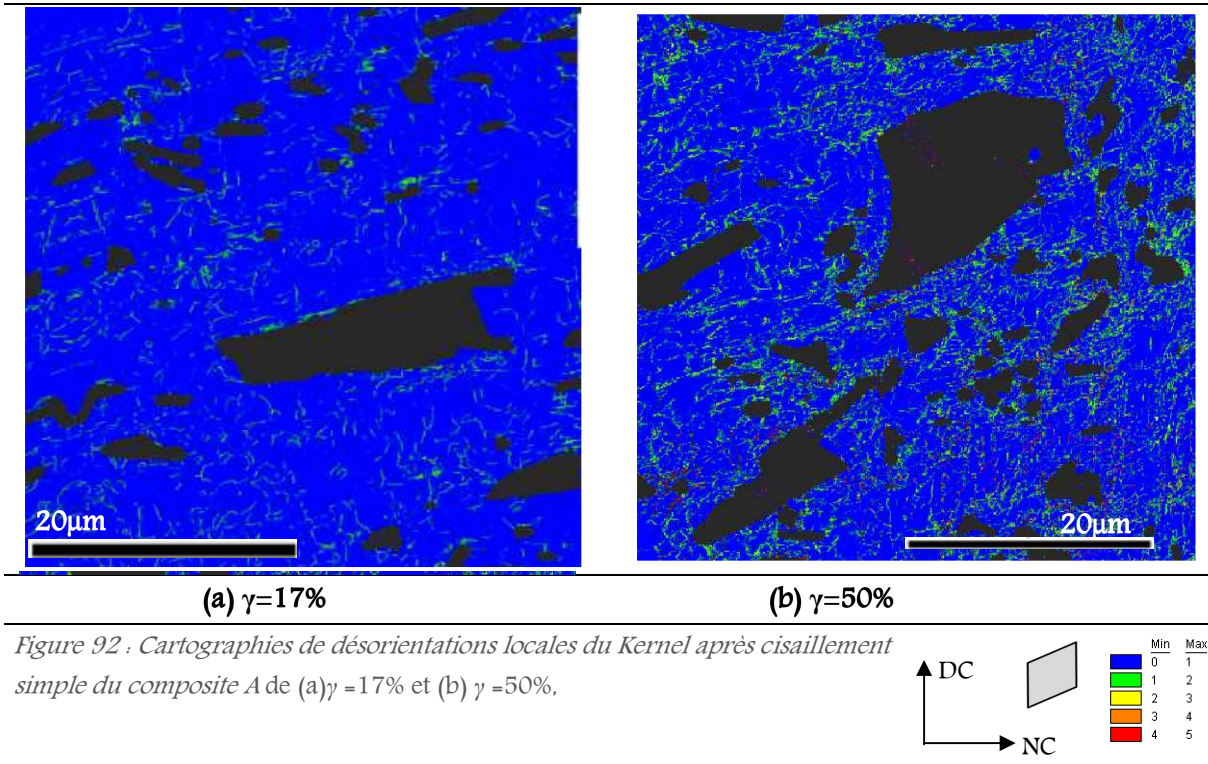 20μm
20μm
(a) γ=17%
(b) γ=50%
Figure 92 : Cartographies de désorientations locales du Kernel après cisaillement
simple du composite A de (a)γ =17% et (b) γ =50%,
DC
NC
Min Max
0 1
1 2
2 3
3 4
4 5